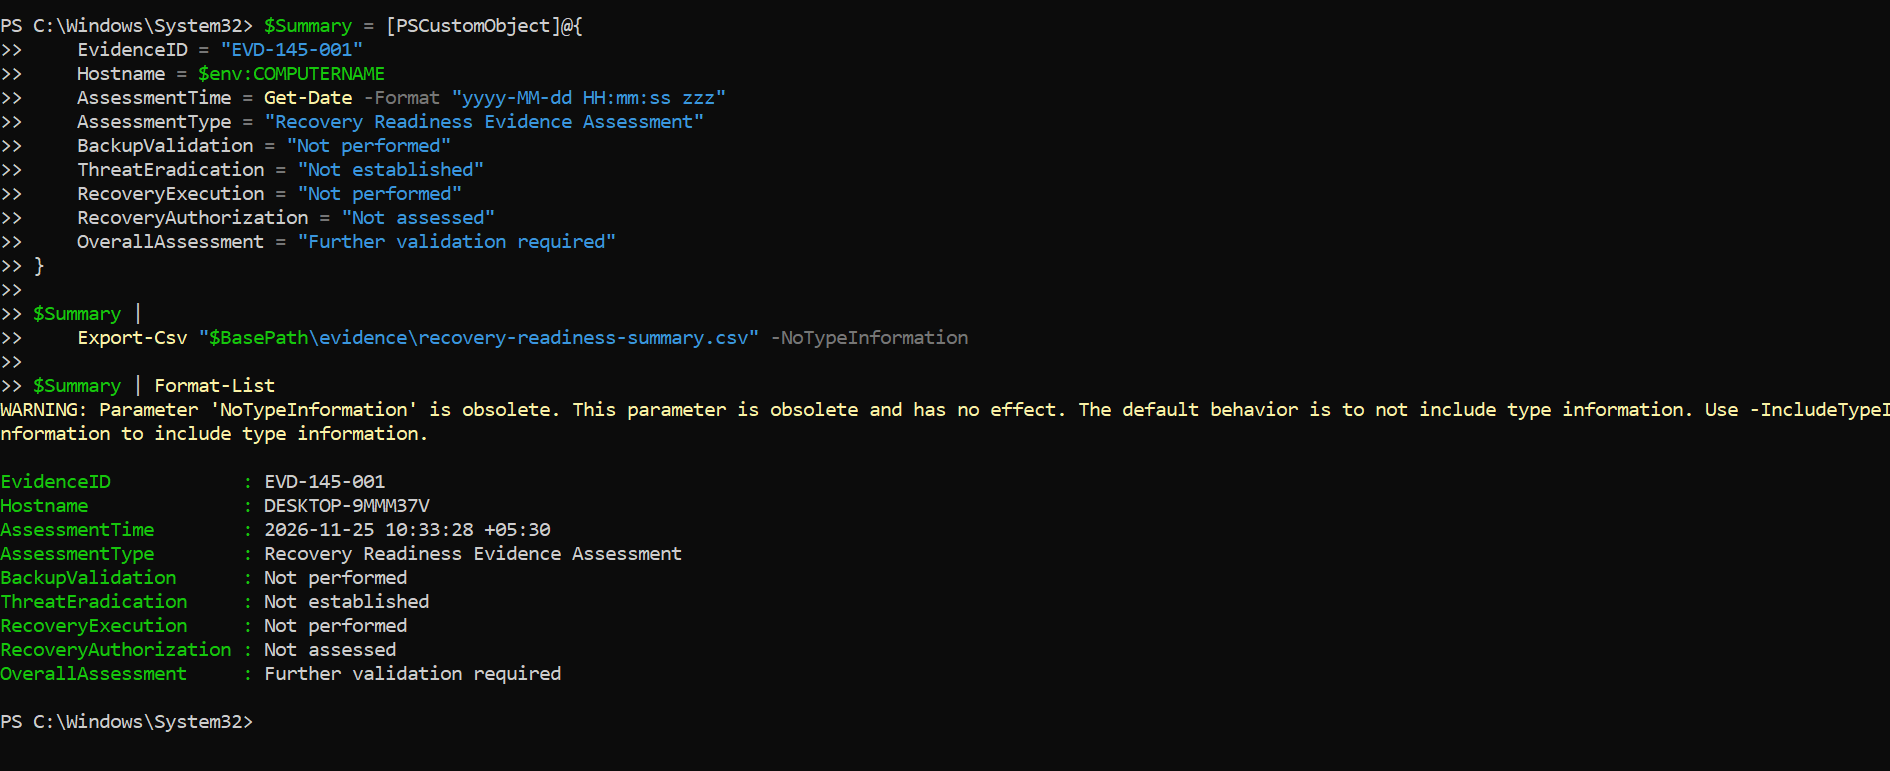 PS C:\Windows\System32> $Summary = [PSCustomObject]@{
>>     EvidenceID = "EVD-145-001"
>>     Hostname = $env:COMPUTERNAME
>>     AssessmentTime = Get-Date -Format "yyyy-MM-dd HH:mm:ss zzz"
>>     AssessmentType = "Recovery Readiness Evidence Assessment"
>>     BackupValidation = "Not performed"
>>     ThreatEradication = "Not established"
>>     RecoveryExecution = "Not performed"
>>     RecoveryAuthorization = "Not assessed"
>>     OverallAssessment = "Further validation required"
>> }
>>
>> $Summary |
>>     Export-Csv "$BasePath\evidence\recovery-readiness-summary.csv" -NoTypeInformation
>>
>> $Summary | Format-List
WARNING: Parameter 'NoTypeInformation' is obsolete. This parameter is obsolete and has no effect. The default behavior is to not include type information. Use -IncludeTypeI
nformation to include type information.
EvidenceID            : EVD-145-001
Hostname              : DESKTOP-9MMM37V
AssessmentTime        : 2026-11-25 10:33:28 +05:30
AssessmentType        : Recovery Readiness Evidence Assessment
BackupValidation      : Not performed
ThreatEradication     : Not established
RecoveryExecution     : Not performed
RecoveryAuthorization : Not assessed
OverallAssessment     : Further validation required
PS C:\Windows\System32>